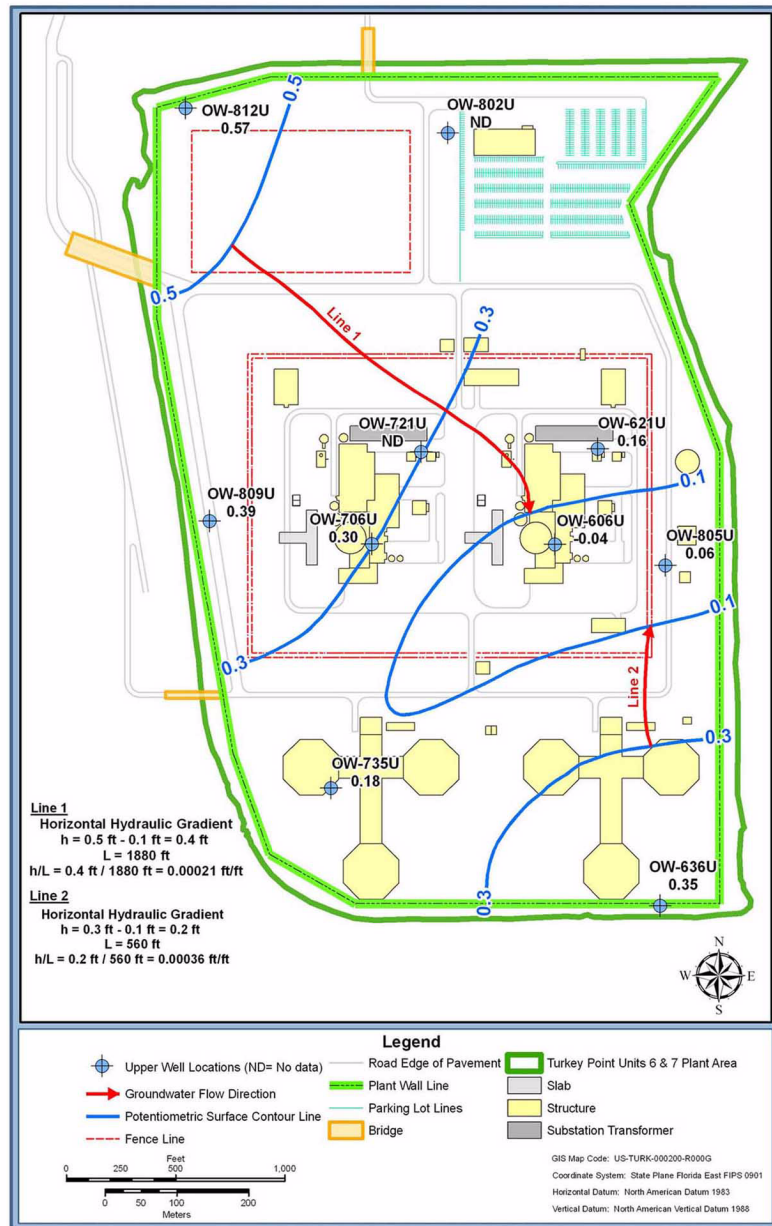 0.5
OW-812U
0.57
OW-802U
ND
0.5
Line 1
0.3
OW-721U
ND
OW-621U
0.16
0.1
OW-809U
0.39
OW-706U
0.30
OW-606U
-0.04
OW-805U
0.06
0.1
0.3
Line 2
0.3
OW-735U
0.18
OW-636U
0.35
0.3
Line 1
Horizontal Hydraulic Gradient
h = 0.5 ft - 0.1 ft = 0.4 ft
L = 1880 ft
h/L = 0.4 ft / 1880 ft = 0.00021 ft/ft
Line 2
Horizontal Hydraulic Gradient
h = 0.3 ft - 0.1 ft = 0.2 ft
L = 560 ft
h/L = 0.2 ft / 560 ft = 0.00036 ft/ft
N
W E
S
Legend
Upper Well Locations (ND= No data)
Groundwater Flow Direction
Potentiometric Surface Contour Line
Fence Line
Road Edge of Pavement
Plant Wall Line
Parking Lot Lines
Bridge
Turkey Point Units 6 & 7 Plant Area
Slab
Structure
Substation Transformer
Feet
0 250 500 1,000
0 50 100 200
Meters
GIS Map Code: US-TURK-000200-R000G
Coordinate System: State Plane Florida East FIPS 0901
Horizontal Datum: North American Datum 1983
Vertical Datum: North American Vertical Datum 1988